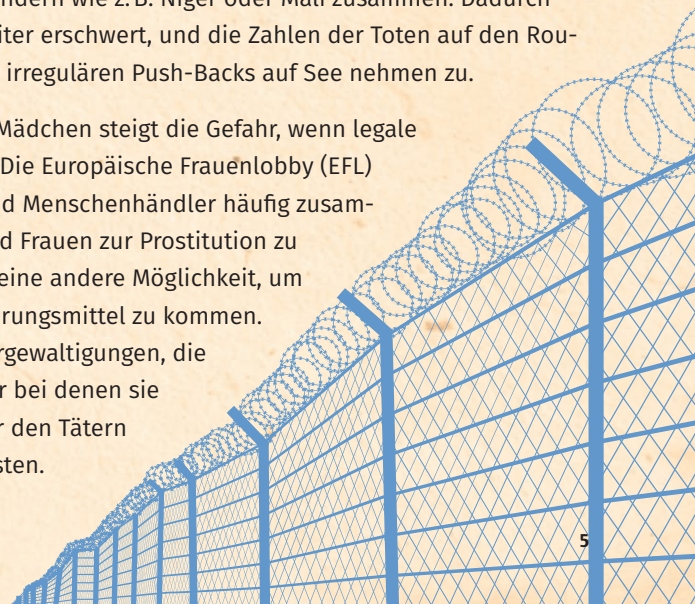 ndern wie z. B. Niger oder Mali zusammen. Dadurch
iter erschwert, und die Zahlen der Toten auf den Rou-
irregulären Push-Backs auf See nehmen zu.
Mädchen steigt die Gefahr, wenn legale
Die Europäische Frauenlobby (EFL)
d Menschenhändler häufig zusam-
d Frauen zur Prostitution zu
eine andere Möglichkeit, um
rungsmittel zu kommen.
rgewaltigungen, die
r bei denen sie
r den Tätern
sten.
5